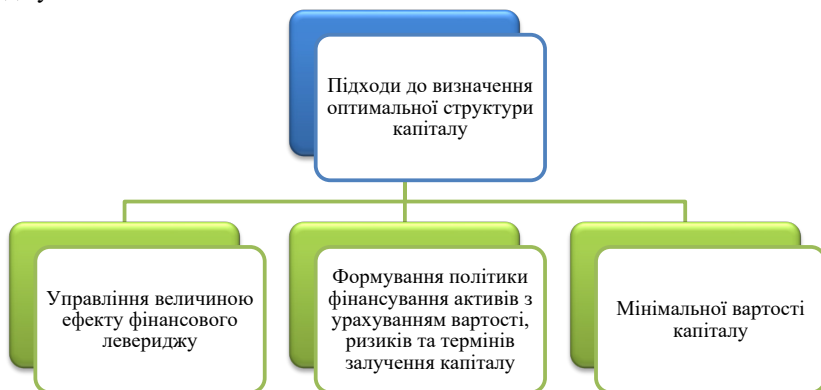 Підходи до визначення
оптимальної структури
капіталу
Управління величиною
ефекту фінансового
левериджу
Формування політики
фінансування активів з
урахуванням вартості,
ризиків та термінів
залучення капіталу
Мінімальної вартості
капіталу